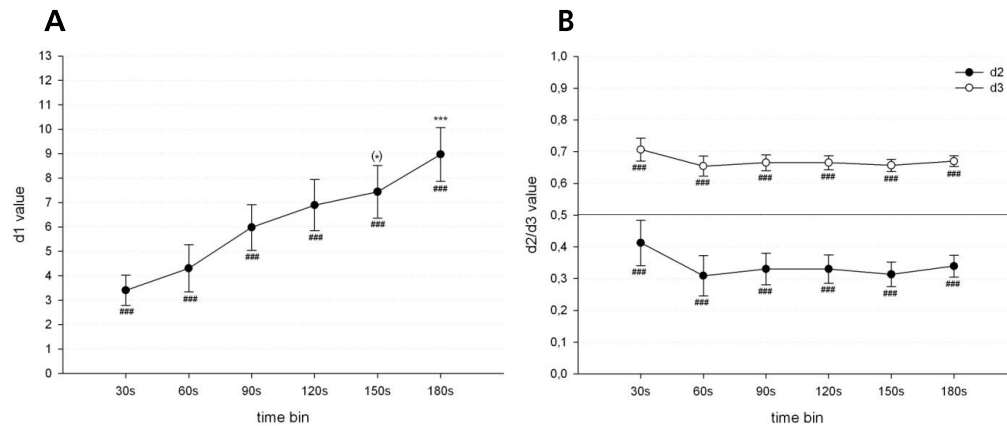 A
13
12
11
10
9
8
7
6
5
4
3
2
1
0
d1 value
(*)
***
###
###
###
###
###
###
30s
60s
90s
120s
150s
180s
time bin
B
1,0
0,9
0,8
0,7
0,6
0,5
0,4
0,3
0,2
0,1
0,0
d2/d3 value
d2
d3
###
###
###
###
###
###
###
###
###
###
###
###
30s
60s
90s
120s
150s
180s
time bin